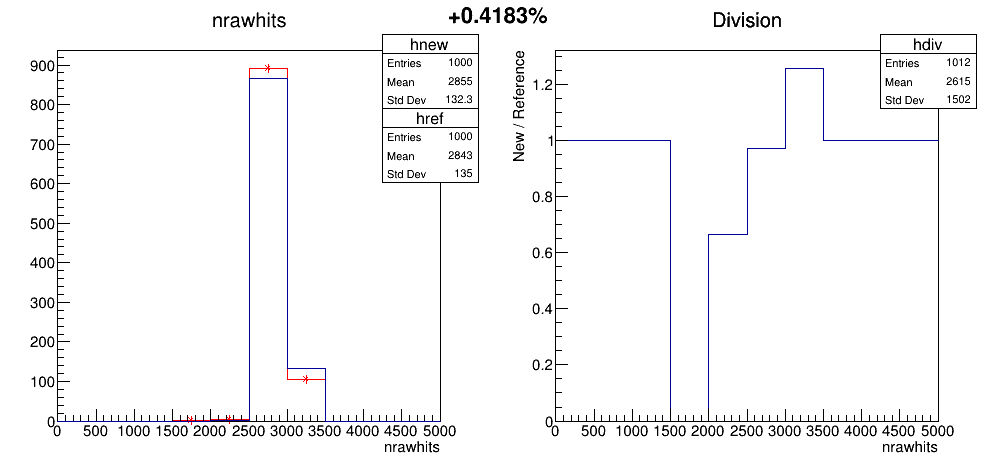 +0.4183%
nrawhits
hnew
Entries 1000
Mean 2855
Std Dev 132.3
href
Entries 1000
Mean 2843
Std Dev 135
900
800
700
600
500
400
300
200
100
0
0 500 1000 1500 2000 2500 3000 3500 4000 4500 5000
nrawhits
Division
hdiv
Entries 1012
Mean 2615
Std Dev 1502
New / Reference
1.2
1
0.8
0.6
0.4
0.2
0
0 500 1000 1500 2000 2500 3000 3500 4000 4500 5000
nrawhits